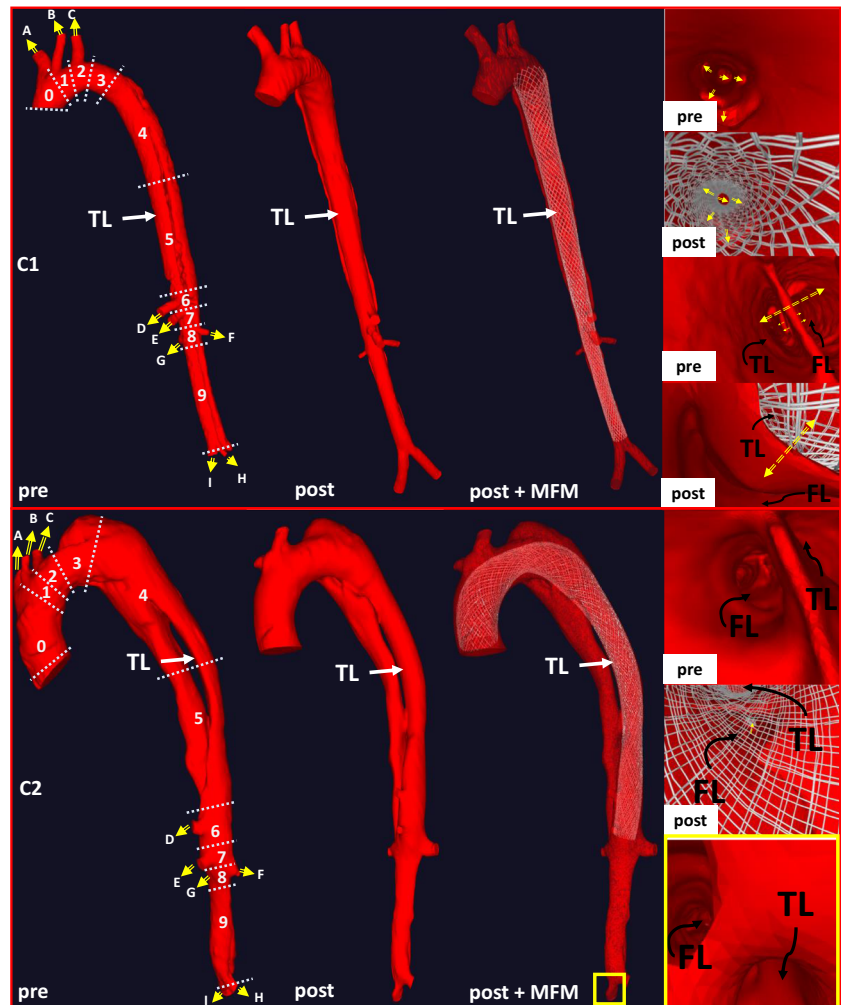 A
B
C
0
1
2
3
4
TL
5
C1
6
D
7
E
F
8
G
9
I
H
pre
TL
post
TL
post + MFM
pre
post
TL
FL
pre
TL
FL
post
A
B
C
3
2
1
4
0
TL
5
C2
D
6
7
E
F
G
8
9
I
H
pre
TL
post
TL
post + MFM
FL
TL
pre
TL
FL
post
TL
FL